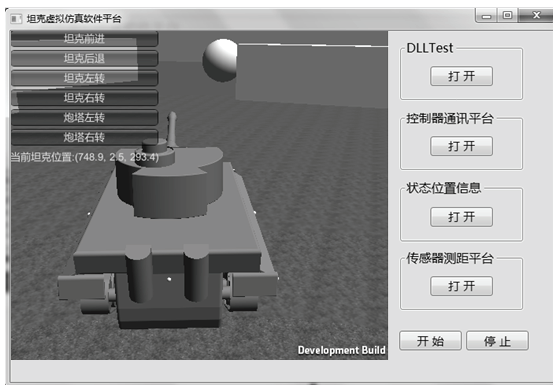 坦克虚拟仿真软件平台
坦克前进
坦克后退
坦克左转
坦克右转
炮塔左转
炮塔右转
当前坦克位置:(748.9, 2.5, 293.4)
Development Build
DLLTest
打 开
控制器通讯平台
打 开
状态位置信息
打 开
传感器测距平台
打 开
开 始
停 止